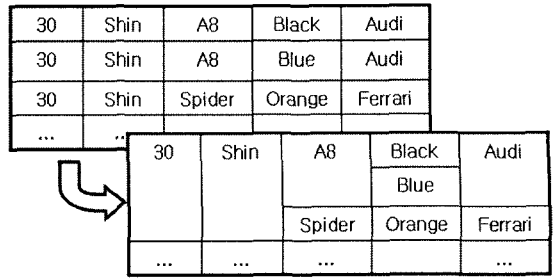 30 Shin A8 Black Audi
30 Shin A8 Blue Audi
30 Shin Spider Orange Ferrari
... ...
30 Shin A8 Black Audi
Blue
Spider Orange Ferrari
... ... ... ...